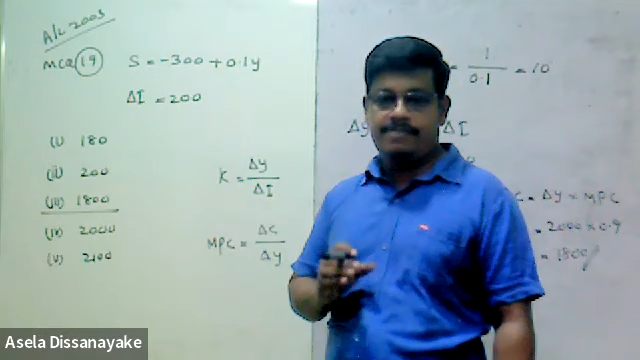 A/L 2003
MCQ 19 S = -300 + 0.1y
ΔI = 200
(i) 180
(ii) 200
(iii) 1800
(iv) 2000
(v) 2100
K = Δy / ΔI
MPC = Δc / Δy
= 1 / 0.1 = 10
ΔI
= Δy × MPC
= 2000 × 0.9
= 1800
Asela Dissanayake